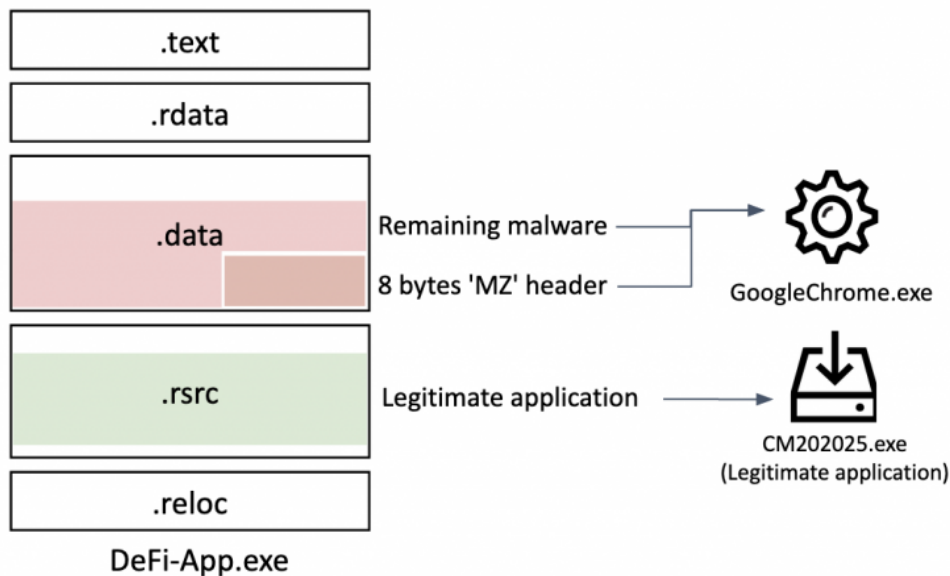 .text
.rdata
.data
Remaining malware
8 bytes 'MZ' header
GoogleChrome.exe
.rsrc
Legitimate application
CM202025.exe
(Legitimate application)
.reloc
DeFi-App.exe